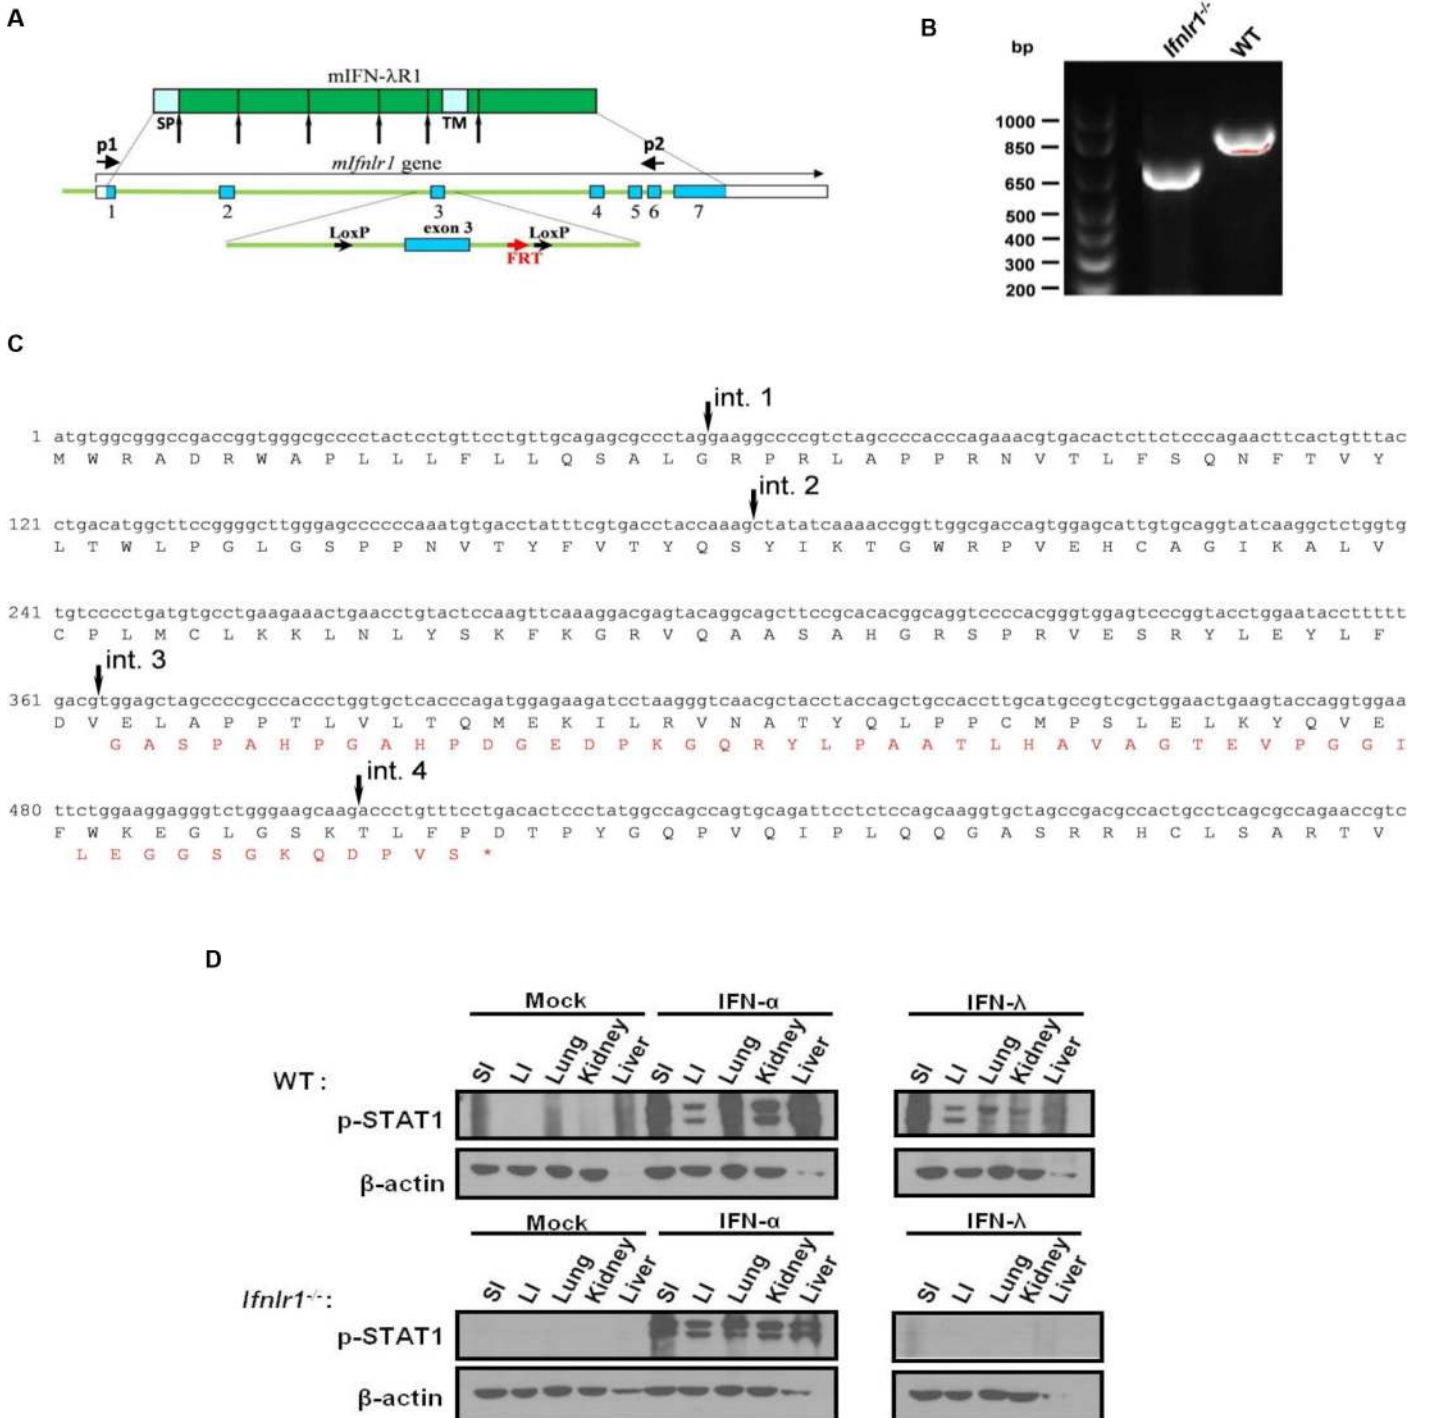 A
mIFN-λR1
SP
TM
p1
p2
mIfnlr1 gene
1 2 3 4 5 6 7
LoxP exon 3 LoxP
FRT
B
bp
Ifnlr1-/-
WT
1000
850
650
500
400
300
200
C
int. 1
1 atgtggcgggccgaccggtgggcgcccctactcctgttcctgttgcagagcgccctaggaaggccccgtctagccccacccagaaacgtgacactcttctcccagaacttcactgtttac
M W R A D R W A P L L L F L L Q S A L G R P R L A P P R N V T L F S Q N F T V Y
int. 2
121 ctgacatggcttccggggcttgggagccccccaaatgtgacctatttcgtgacctaccaaagctatatcaaaaccggttggcgaccagtggagcattgtgcaggtatcaaggctctggtg
L T W L P G L G S P P N V T Y F V T Y Q S Y I K T G W R P V E H C A G I K A L V
241 tgtcccctgatgtgcctgaagaaactgaacctgtactccaagttcaaaggacgagtacaggcagcttccgcacacggcaggtccccacgggtggagtcccggtacctggaatacctttttt
C P L M C L K K L N L Y S K F K G R V Q A A S A H G R S P R V E S R Y L E Y L F
int. 3
361 gacgtggagctagccccgcccaccctggtgctcacccagatggagaagatcctaagggtcaacgctacctaccagctgccaccttgcatgccgtcgctggaactgaagtaccaggtggaa
D V E L A P P T L V L T Q M E K I L R V N A T Y Q L P P C M P S L E L K Y Q V E
G A S P A H P G A H P D G E D P K G Q R Y L P A A T L H A V A G T E V P G G I
int. 4
480 ttctggaaggagggtctgggaagcaagaccctgtttcctgacactccctatggccagccagtgcagattcctctccagcaaggtgctagccgacgccactgcctcagcgccagaaccgtc
F W K E G L G S K T L F P D T P Y G Q P V Q I P L Q Q G A S R R H C L S A R T V
L E G G S G K Q D P V S *
D
Mock IFN-α IFN-λ
SI LI Lung Kidney Liver SI LI Lung Kidney Liver SI LI Lung Kidney Liver
WT:
p-STAT1
β-actin
Mock IFN-α IFN-λ
SI LI Lung Kidney Liver SI LI Lung Kidney Liver SI LI Lung Kidney Liver
Ifnlr1-/-:
p-STAT1
β-actin